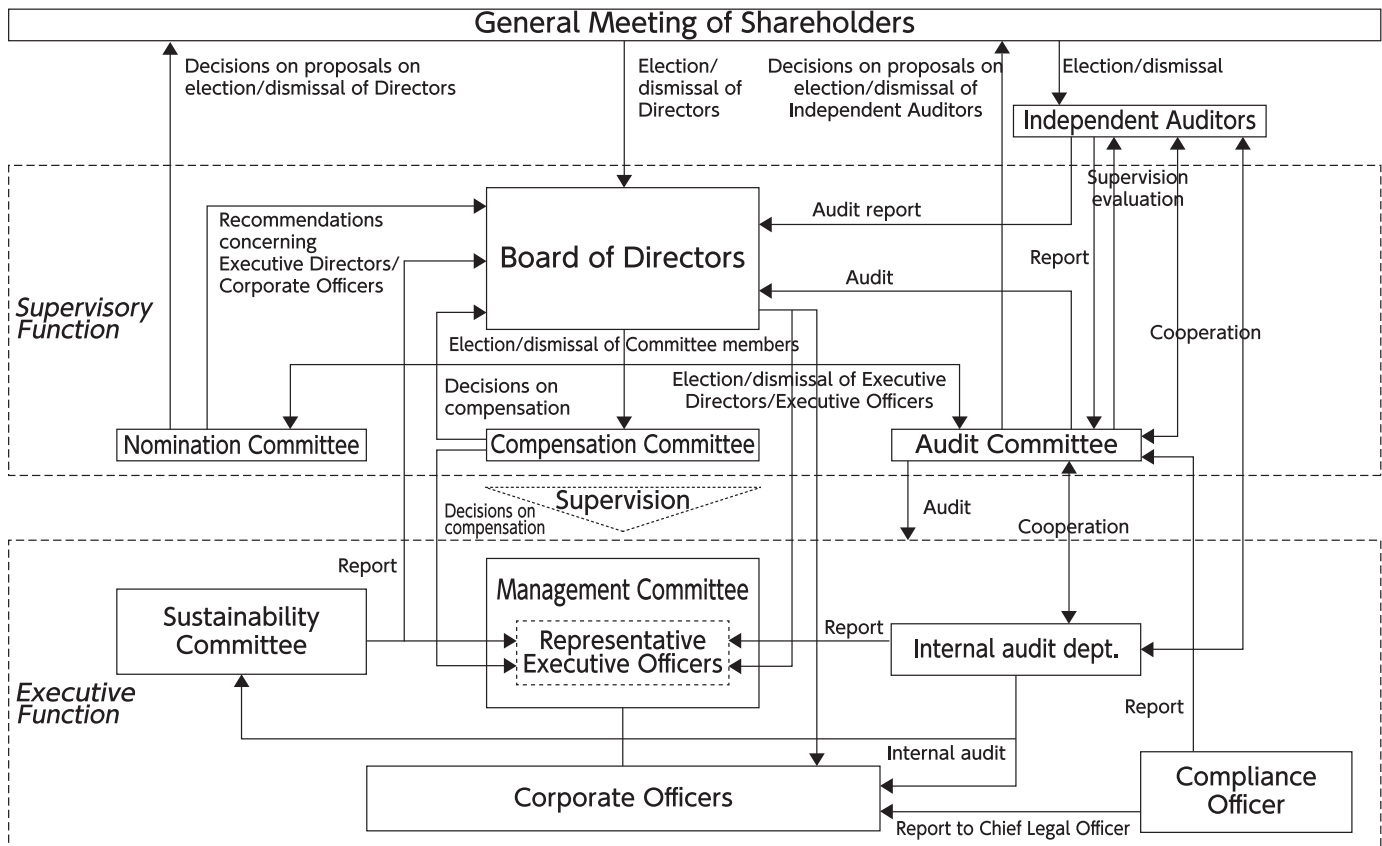 General Meeting of Shareholders
Decisions on proposals on
election/dismissal of Directors
Election/
dismissal of
Directors
Decisions on proposals on
election/dismissal of
Independent Auditors
Election/dismissal
Independent Auditors
Supervision
evaluation
Recommendations
concerning
Executive Directors/
Corporate Officers
Audit report
Board of Directors
Report
Audit
Supervisory
Function
Cooperation
Election/dismissal of Committee members
Decisions on
compensation
Election/dismissal of Executive
Directors/Executive Officers
Nomination Committee
Compensation Committee
Audit Committee
Supervision
Decisions on
compensation
Audit
Cooperation
Report
Management Committee
Sustainability
Committee
Representative
Executive Officers
Report
Internal audit dept.
Executive
Function
Report
Internal audit
Corporate Officers
Compliance
Officer
Report to Chief Legal Officer